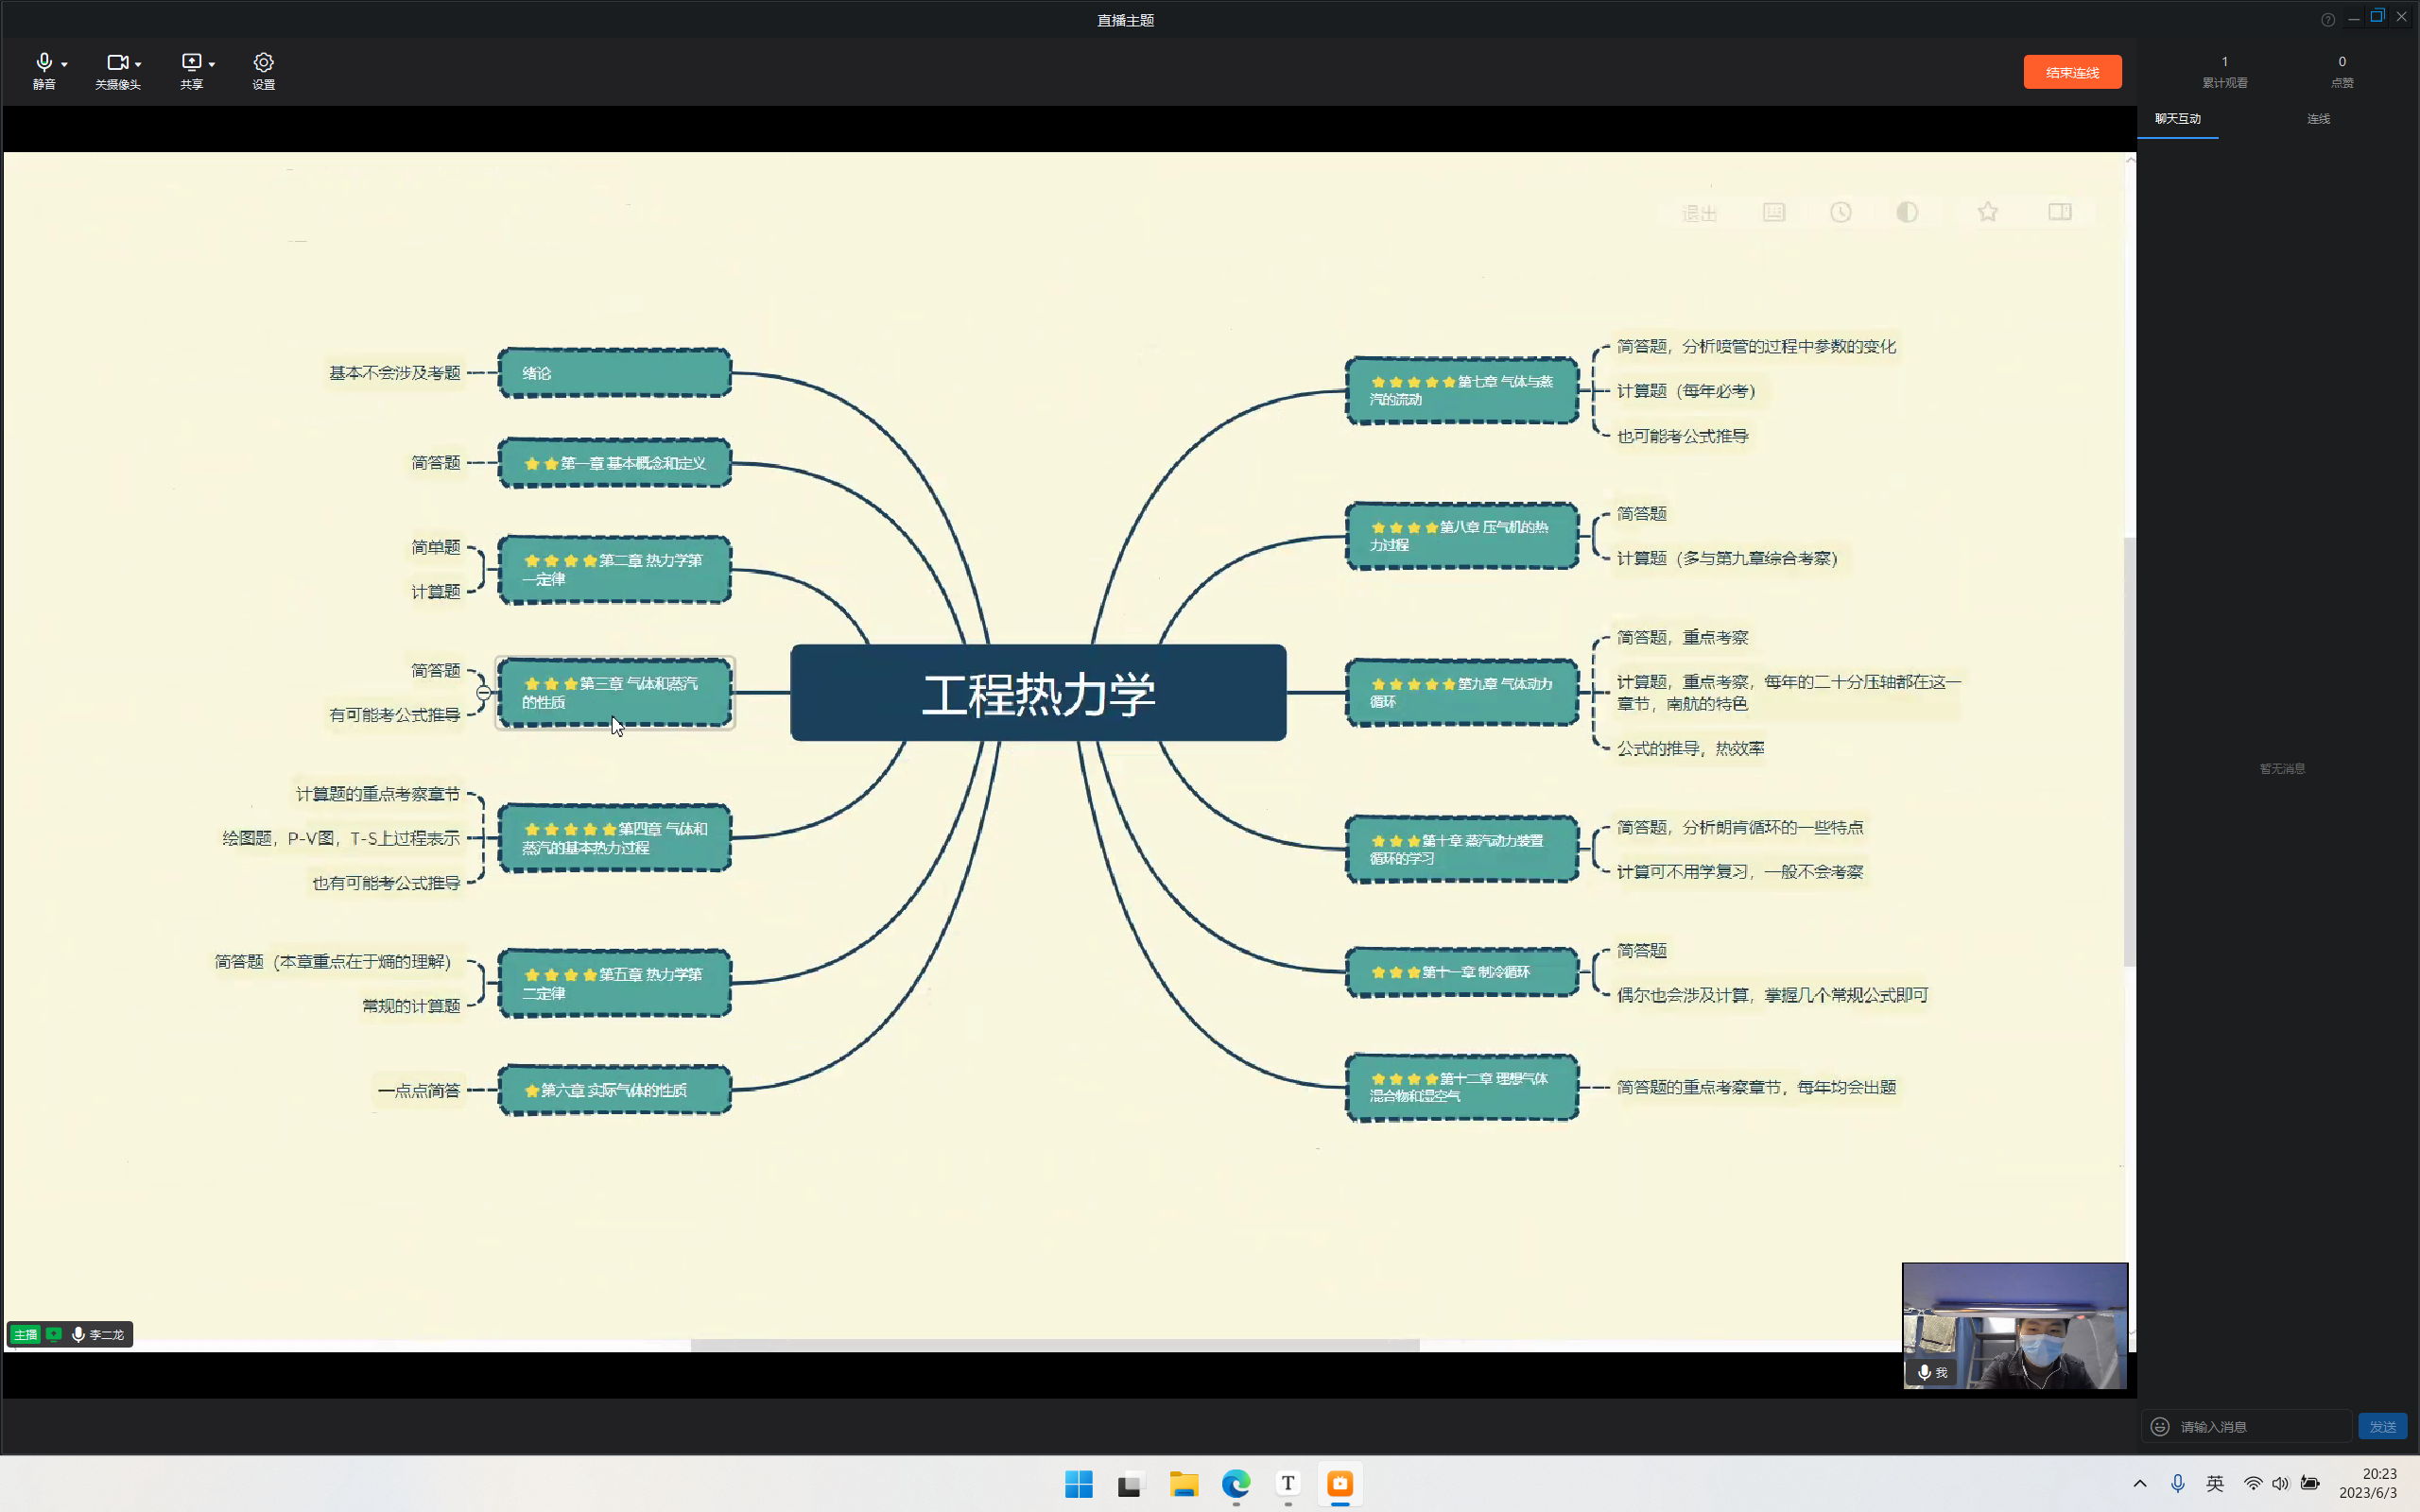 直播主题
静音
关摄像头
共享
设置
结束连线
1
累计观看
0
点赞
聊天互动
连线
退出
基本不会涉及考题
绪论
简答题
第一章 基本概念和定义
简单题
计算题
第二章 热力学第
一定律
简答题
有可能考公式推导
第三章 气体和蒸汽
的性质
计算题的重点考察章节
绘图题，P-V图，T-S上过程表示
也有可能考公式推导
第四章 气体和
蒸汽的基本热力过程
简答题（本章重点在于熵的理解）
常规的计算题
第五章 热力学第
二定律
一点点简答
第六章 实际气体的性质
工程热力学
第七章 气体与蒸
汽的流动
简答题，分析喷管的过程中参数的变化
计算题（每年必考）
也可能考公式推导
第八章 压气机的热
力过程
简答题
计算题（多与第九章综合考察）
第九章 气体动力
循环
简答题，重点考察
计算题，重点考察，每年的二十分压轴都在这一
章节，南航的特色
公式的推导，热效率
第十章 蒸汽动力装置
循环的学习
简答题，分析朗肯循环的一些特点
计算可不用学复习，一般不会考察
第十一章 制冷循环
简答题
偶尔也会涉及计算，掌握几个常规公式即可
第十二章 理想气体
混合物和湿空气
简答题的重点考察章节，每年均会出题
暂无消息
主播
李二龙
我
请输入消息
发送
T
英
20:23
2023/6/3